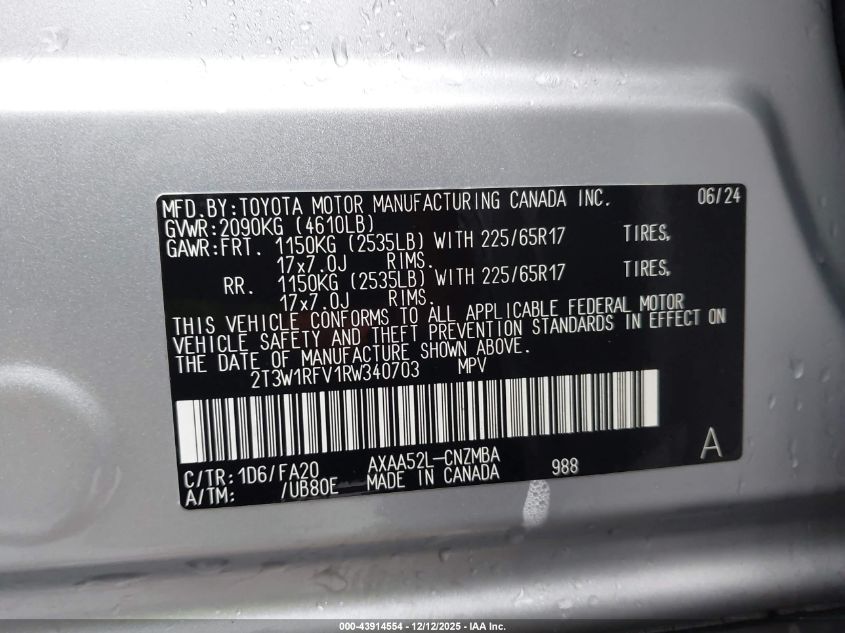 MFD.BY:TOYOTA MOTOR MANUFACTURING CANADA INC. 06/24
GVWR:2090KG (4610LB)
GAWR:FRT. 1150KG (2535LB) WITH 225/65R17 TIRES,
17x7.0J RIMS.
RR. 1150KG (2535LB) WITH 225/65R17 TIRES,
17x7.0J RIMS.
THIS VEHICLE CONFORMS TO ALL APPLICABLE FEDERAL MOTOR
VEHICLE SAFETY AND THEFT PREVENTION STANDARDS IN EFFECT ON
THE DATE OF MANUFACTURE SHOWN ABOVE.
2T3W1RFV1RW340703 MPV
A
C/TR:1D6/FA20 AXAA52L-CNZMBA 988
A/TM: /UB80E MADE IN CANADA
000-43914554 - 12/12/2025 - IAA Inc.